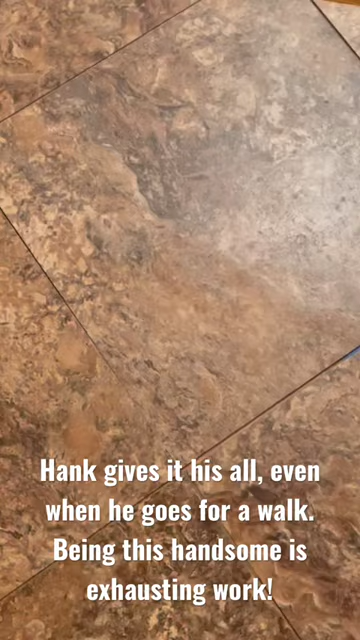 Hank gives it his all, even
when he goes for a walk.
Being this handsome is
exhausting work!